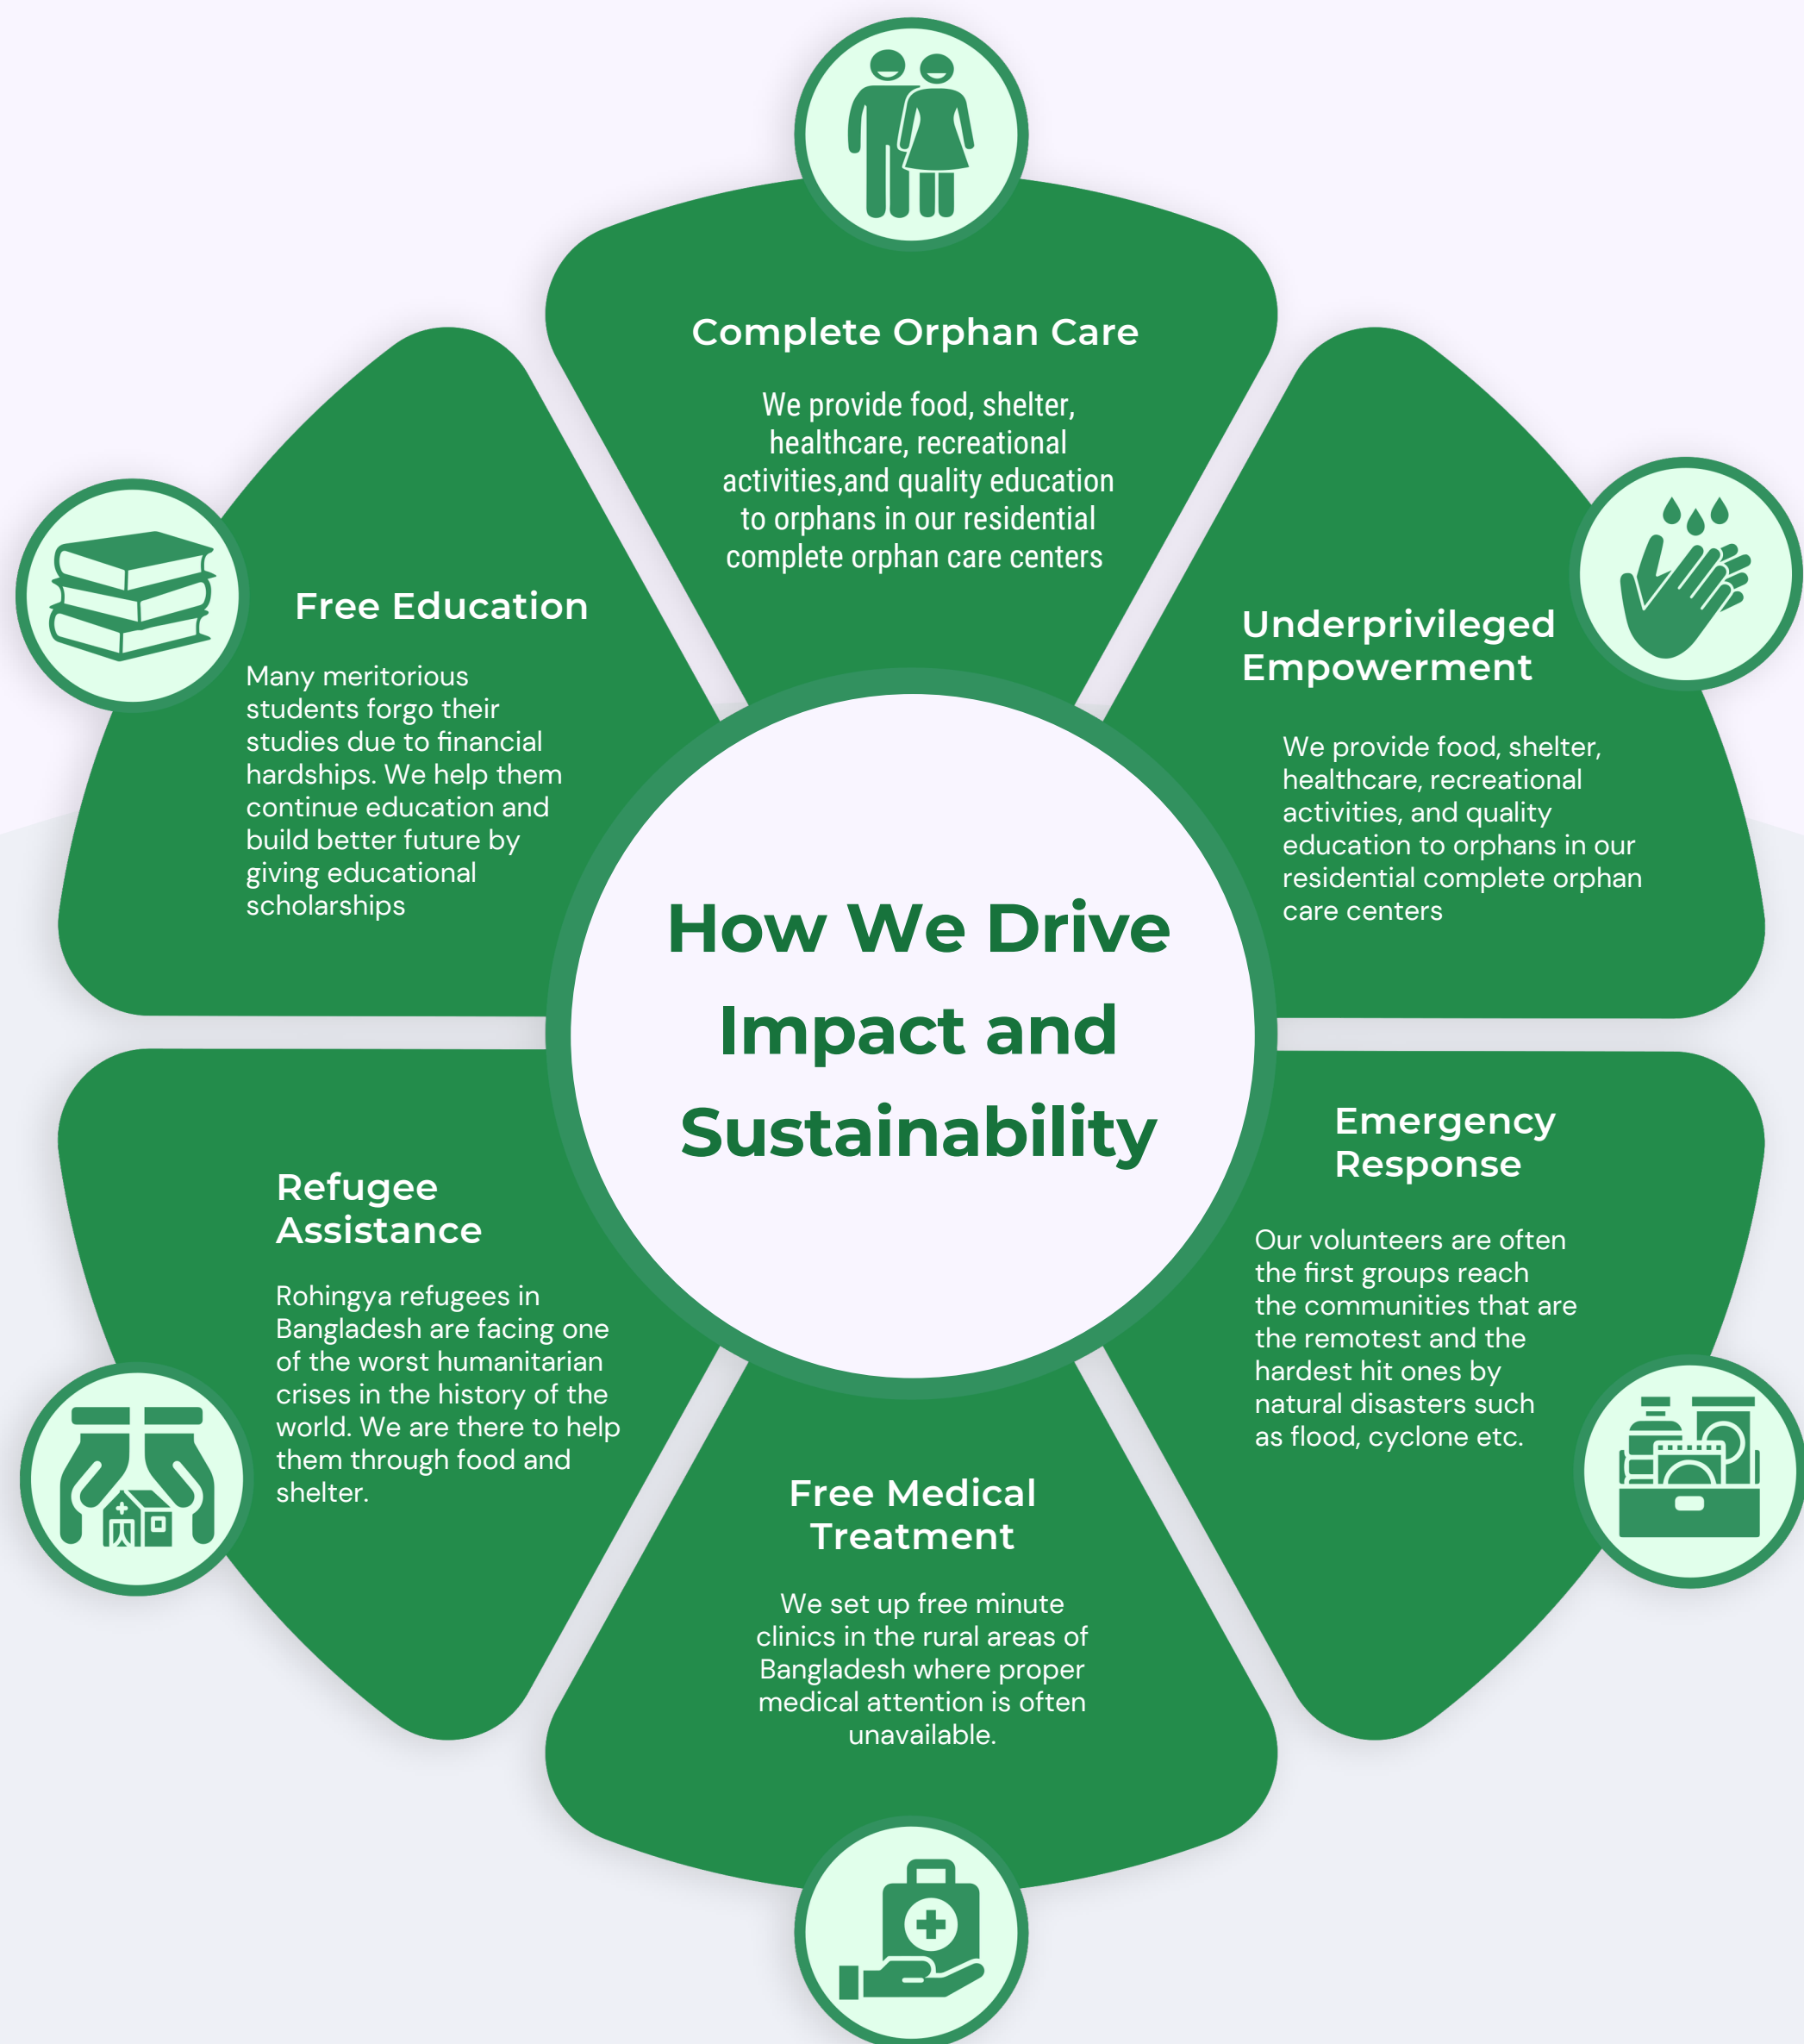 Complete Orphan Care
We provide food, shelter,
healthcare, recreational
activities,and quality education
to orphans in our residential
complete orphan care centers
Underprivileged
Empowerment
We provide food, shelter,
healthcare, recreational
activities, and quality
education to orphans in our
residential complete orphan
care centers
Emergency
Response
Our volunteers are often
the first groups reach
the communities that are
the remotest and the
hardest hit ones by
natural disasters such
as flood, cyclone etc.
Free Medical
Treatment
We set up free minute
clinics in the rural areas of
Bangladesh where proper
medical attention is often
unavailable.
Refugee
Assistance
Rohingya refugees in
Bangladesh are facing one
of the worst humanitarian
crises in the history of the
world. We are there to help
them through food and
shelter.
Free Education
Many meritorious
students forgo their
studies due to financial
hardships. We help them
continue education and
build better future by
giving educational
scholarships
How We Drive
Impact and
Sustainability